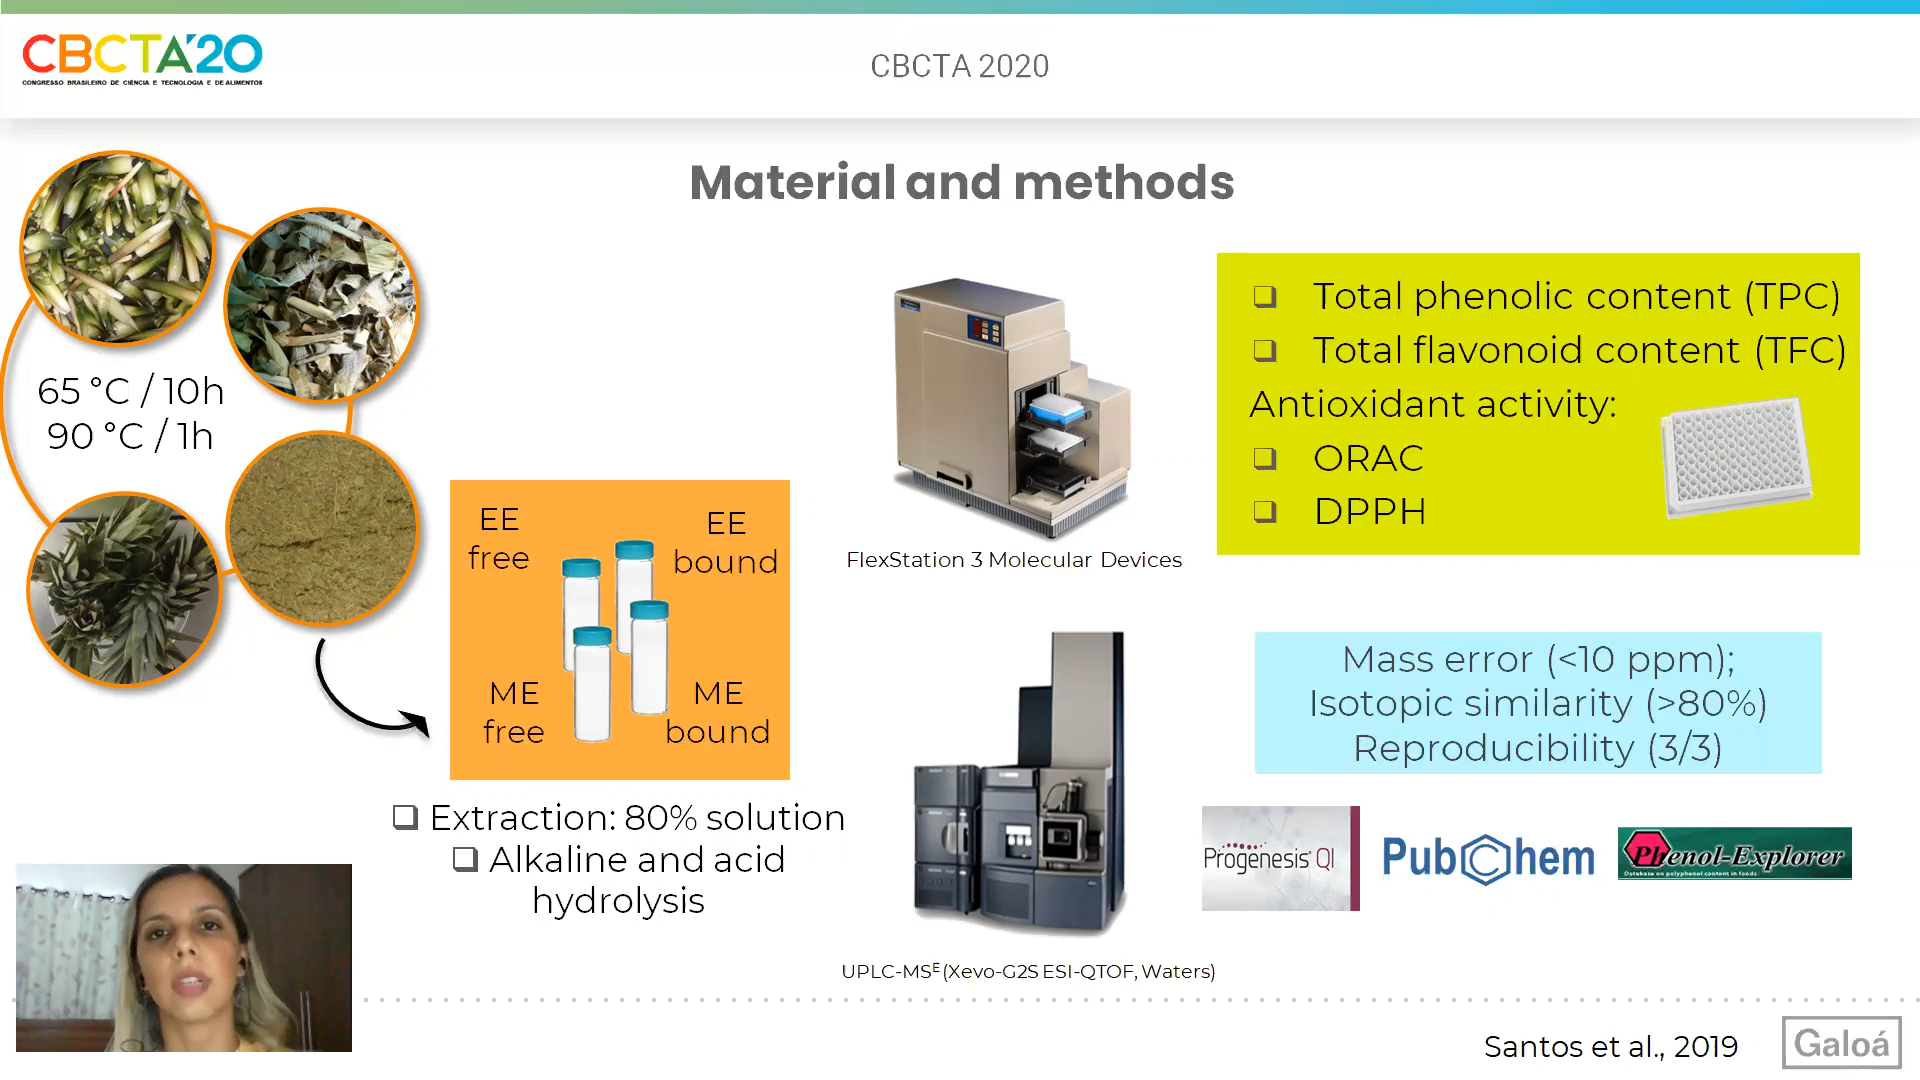 CBCTA'20
CONGRESSO BRASILEIRO DE CIÊNCIA E TECNOLOGIA E DE ALIMENTOS
CBCTA 2020
Material and methods
65 °C / 10h
90 °C / 1h
EE
free
EE
bound
ME
free
ME
bound
❑ Extraction: 80% solution
❑ Alkaline and acid
hydrolysis
FlexStation 3 Molecular Devices
❑ Total phenolic content (TPC)
❑ Total flavonoid content (TFC)
Antioxidant activity:
❑ ORAC
❑ DPPH
UPLC-MSᴱ (Xevo-G2S ESI-QTOF, Waters)
Mass error (<10 ppm);
Isotopic similarity (>80%)
Reproducibility (3/3)
Progenesis QI
PubChem
Phenol-Explorer
Database on polyphenol content in foods
Santos et al., 2019
Galoá